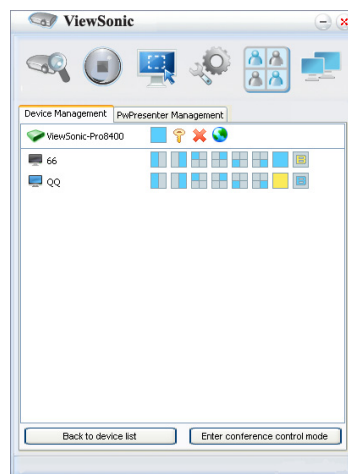 ViewSonic
Device Management PwPresenter Management
ViewSonic-Pro8400
66
QQ
Back to device list Enter conference control mode